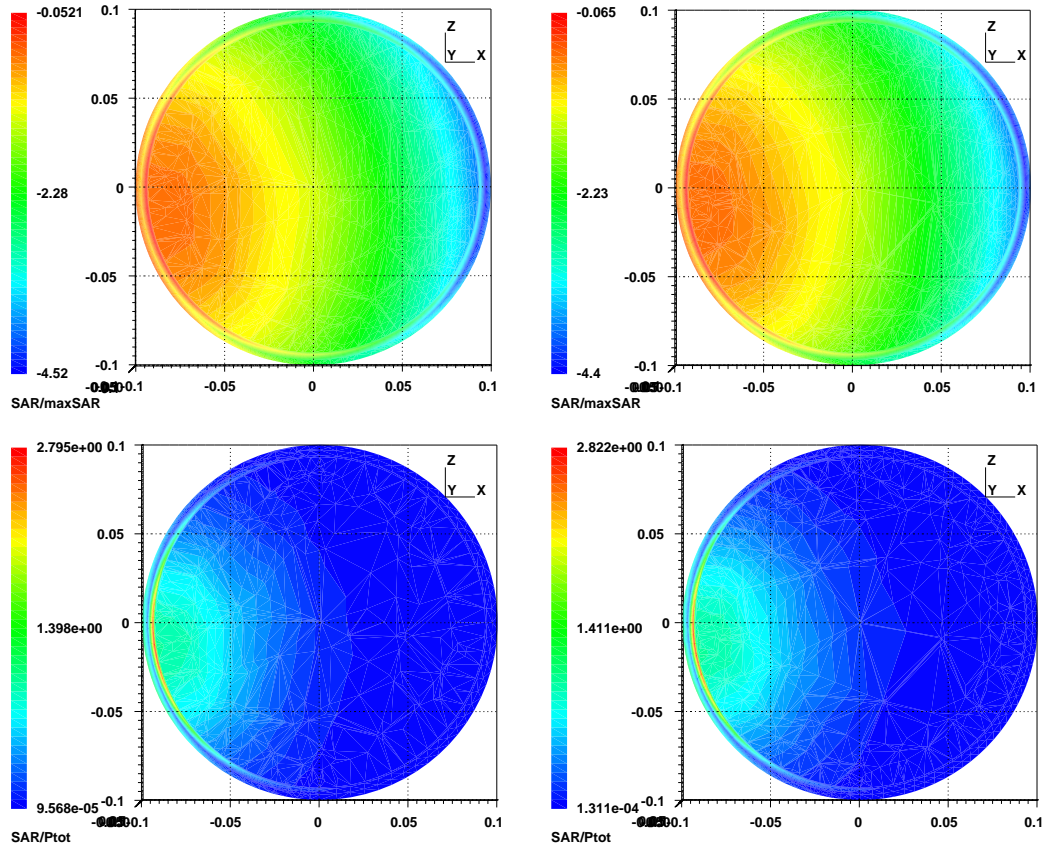 -0.0521
0.1
Z
Y X
0.05
-2.28
0
-0.05
-4.52
-0.1
-0.1 -0.05 0 0.05 0.1
SAR/maxSAR
-0.065
0.1
Z
Y X
0.05
-2.23
0
-0.05
-4.4
-0.1
-0.1 -0.05 0 0.05 0.1
SAR/maxSAR
2.795e+00
0.1
Z
Y X
0.05
1.398e+00
0
-0.05
9.568e-05
-0.1
-0.1 -0.05 0 0.05 0.1
SAR/Ptot
2.822e+00
0.1
Z
Y X
0.05
1.411e+00
0
-0.05
1.311e-04
-0.1
-0.1 -0.05 0 0.05 0.1
SAR/Ptot